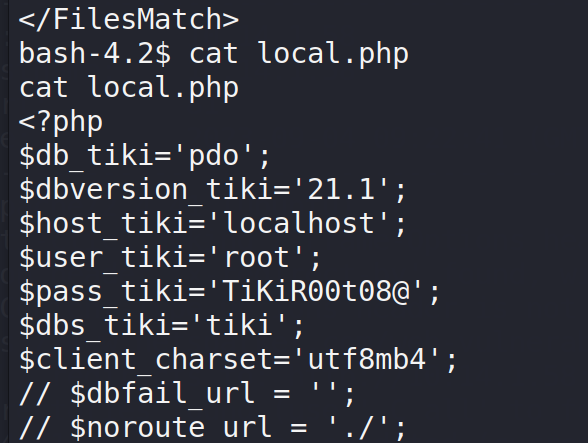 </FilesMatch>
bash-4.2$ cat local.php
cat local.php
<?php
$db_tiki='pdo';
$dbversion_tiki='21.1';
$host_tiki='localhost';
$user_tiki='root';
$pass_tiki='TiKiR00t08@';
$dbs_tiki='tiki';
$client_charset='utf8mb4';
// $dbfail_url = '';
// $noroute_url = './';